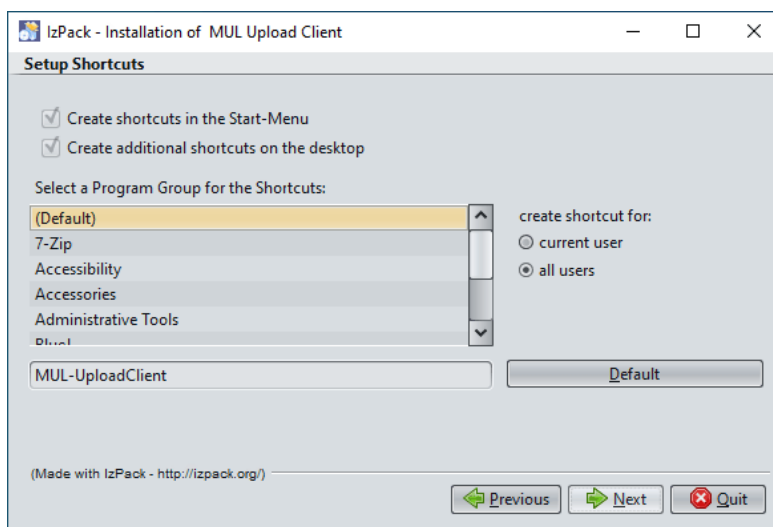 IzPack - Installation of MUL Upload Client
Setup Shortcuts
Create shortcuts in the Start-Menu
Create additional shortcuts on the desktop
Select a Program Group for the Shortcuts:
(Default)
7-Zip
Accessibility
Accessories
Administrative Tools
BlueJ
create shortcut for:
current user
all users
MUL-UploadClient
Default
(Made with IzPack - http://izpack.org/)
Previous
Next
Quit